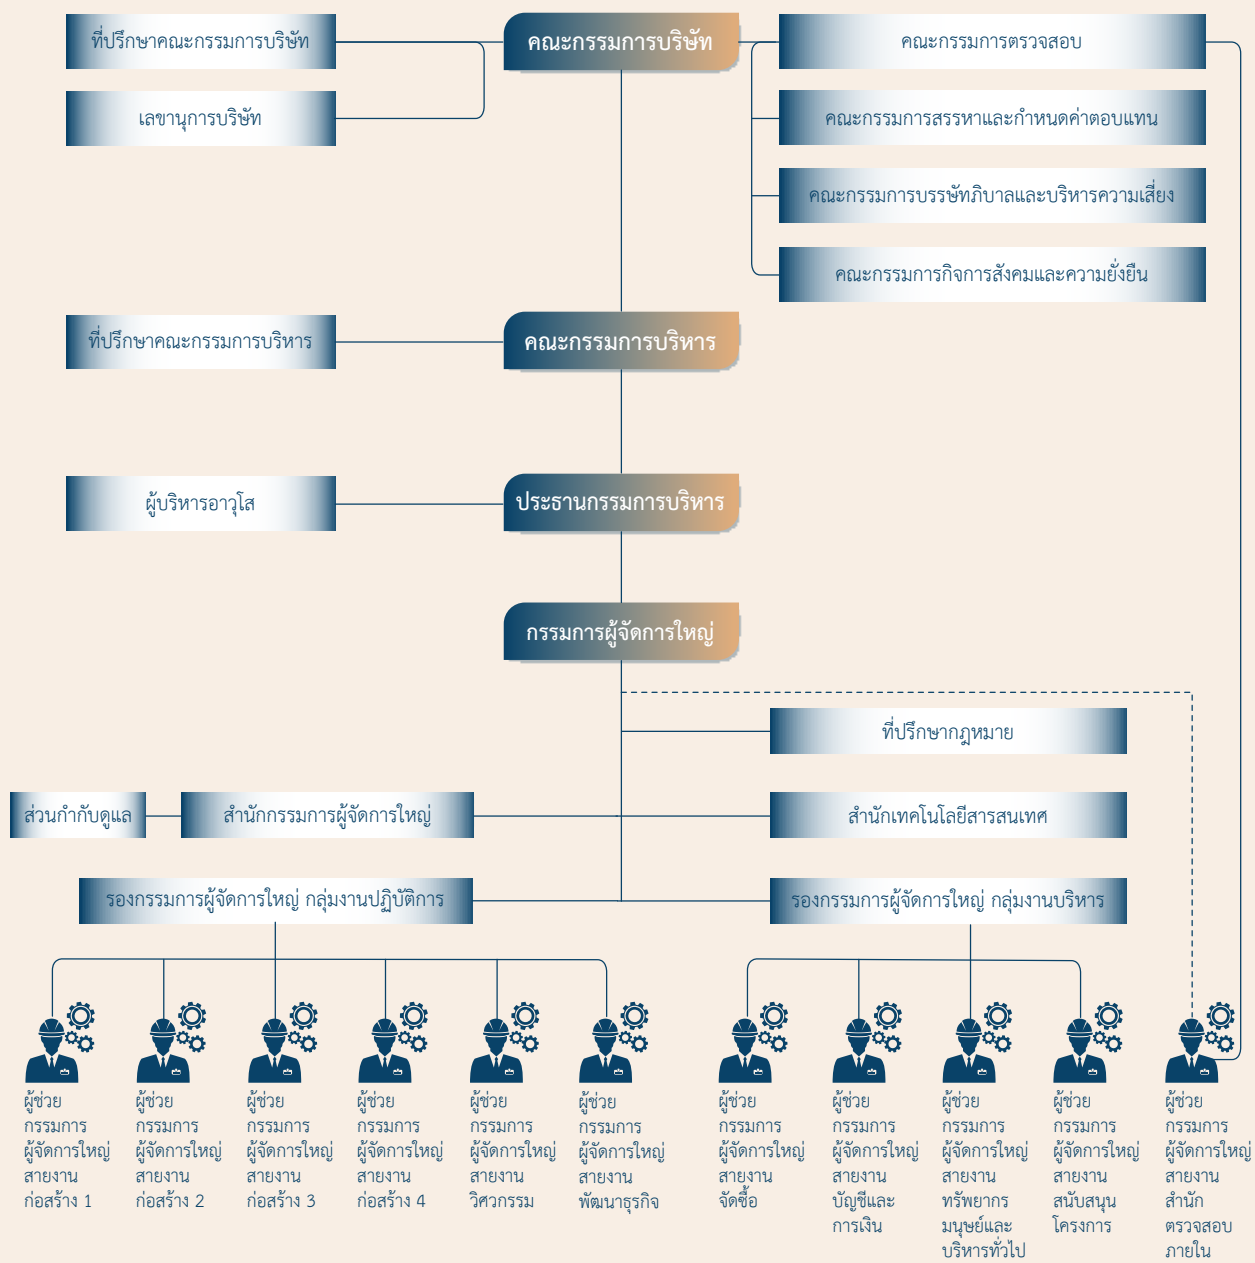 ที่ปรึกษาคณะกรรมการบริษัท
คณะกรรมการบริษัท
คณะกรรมการตรวจสอบ
เลขานุการบริษัท
คณะกรรมการสรรหาและกำหนดค่าตอบแทน
คณะกรรมการบรรษัทภิบาลและบริหารความเสี่ยง
คณะกรรมการกิจการสังคมและความยั่งยืน
ที่ปรึกษาคณะกรรมการบริหาร
คณะกรรมการบริหาร
ผู้บริหารอาวุโส
ประธานกรรมการบริหาร
กรรมการผู้จัดการใหญ่
ที่ปรึกษากฎหมาย
ส่วนกำกับดูแล
สำนักกรรมการผู้จัดการใหญ่
สำนักเทคโนโลยีสารสนเทศ
รองกรรมการผู้จัดการใหญ่ กลุ่มงานปฏิบัติการ
รองกรรมการผู้จัดการใหญ่ กลุ่มงานบริหาร
ผู้ช่วย
กรรมการ
ผู้จัดการใหญ่
สายงาน
ก่อสร้าง 1
ผู้ช่วย
กรรมการ
ผู้จัดการใหญ่
สายงาน
ก่อสร้าง 2
ผู้ช่วย
กรรมการ
ผู้จัดการใหญ่
สายงาน
ก่อสร้าง 3
ผู้ช่วย
กรรมการ
ผู้จัดการใหญ่
สายงาน
ก่อสร้าง 4
ผู้ช่วย
กรรมการ
ผู้จัดการใหญ่
สายงาน
วิศวกรรม
ผู้ช่วย
กรรมการ
ผู้จัดการใหญ่
สายงาน
พัฒนาธุรกิจ
ผู้ช่วย
กรรมการ
ผู้จัดการใหญ่
สายงาน
จัดซื้อ
ผู้ช่วย
กรรมการ
ผู้จัดการใหญ่
สายงาน
บัญชีและ
การเงิน
ผู้ช่วย
กรรมการ
ผู้จัดการใหญ่
สายงาน
ทรัพยากร
มนุษย์และ
บริหารทั่วไป
ผู้ช่วย
กรรมการ
ผู้จัดการใหญ่
สายงาน
สนับสนุน
โครงการ
ผู้ช่วย
กรรมการ
ผู้จัดการใหญ่
สายงาน
สำนัก
ตรวจสอบ
ภายใน